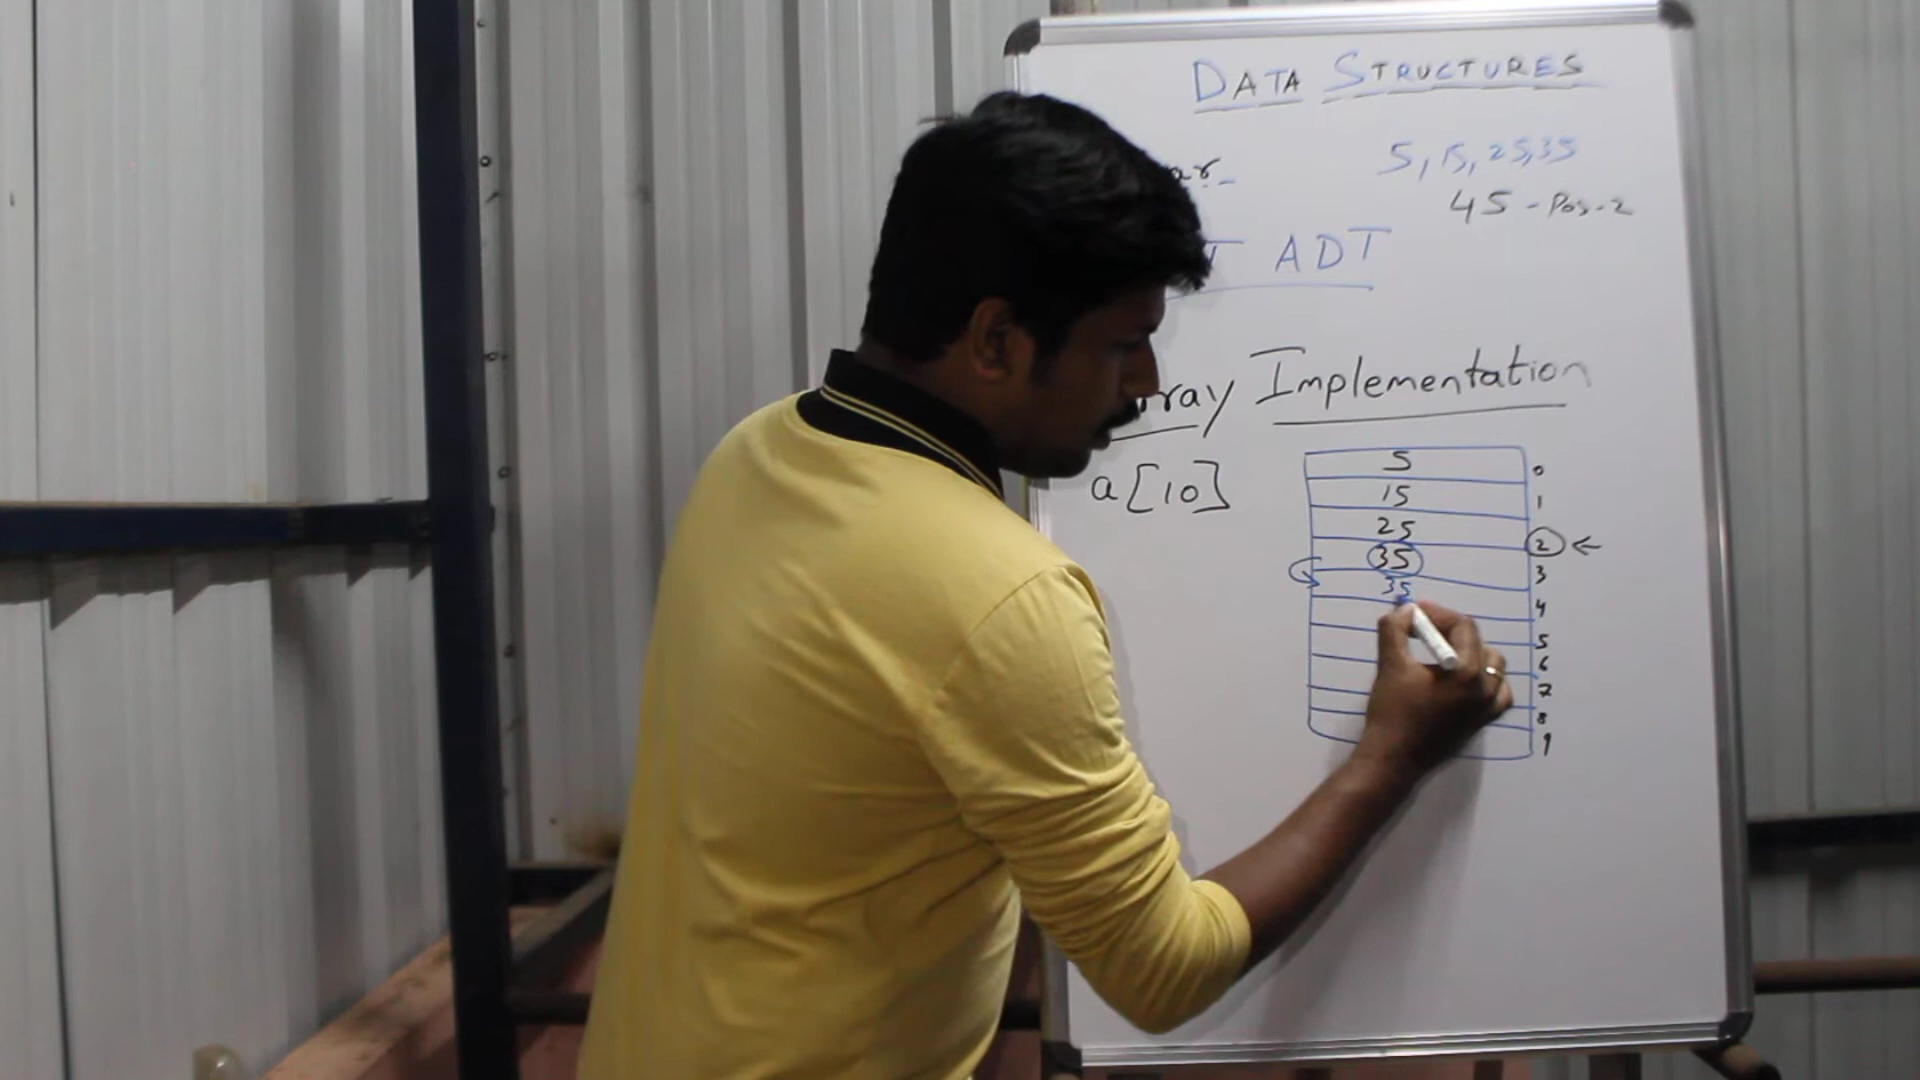 DATA STRUCTURES
5, 15, 25, 35
45 - Pos - 2
ADT
Implementation
a[10]
5 0
15 1
25 2 ←
35 3
35 4
5
6
7
8
9